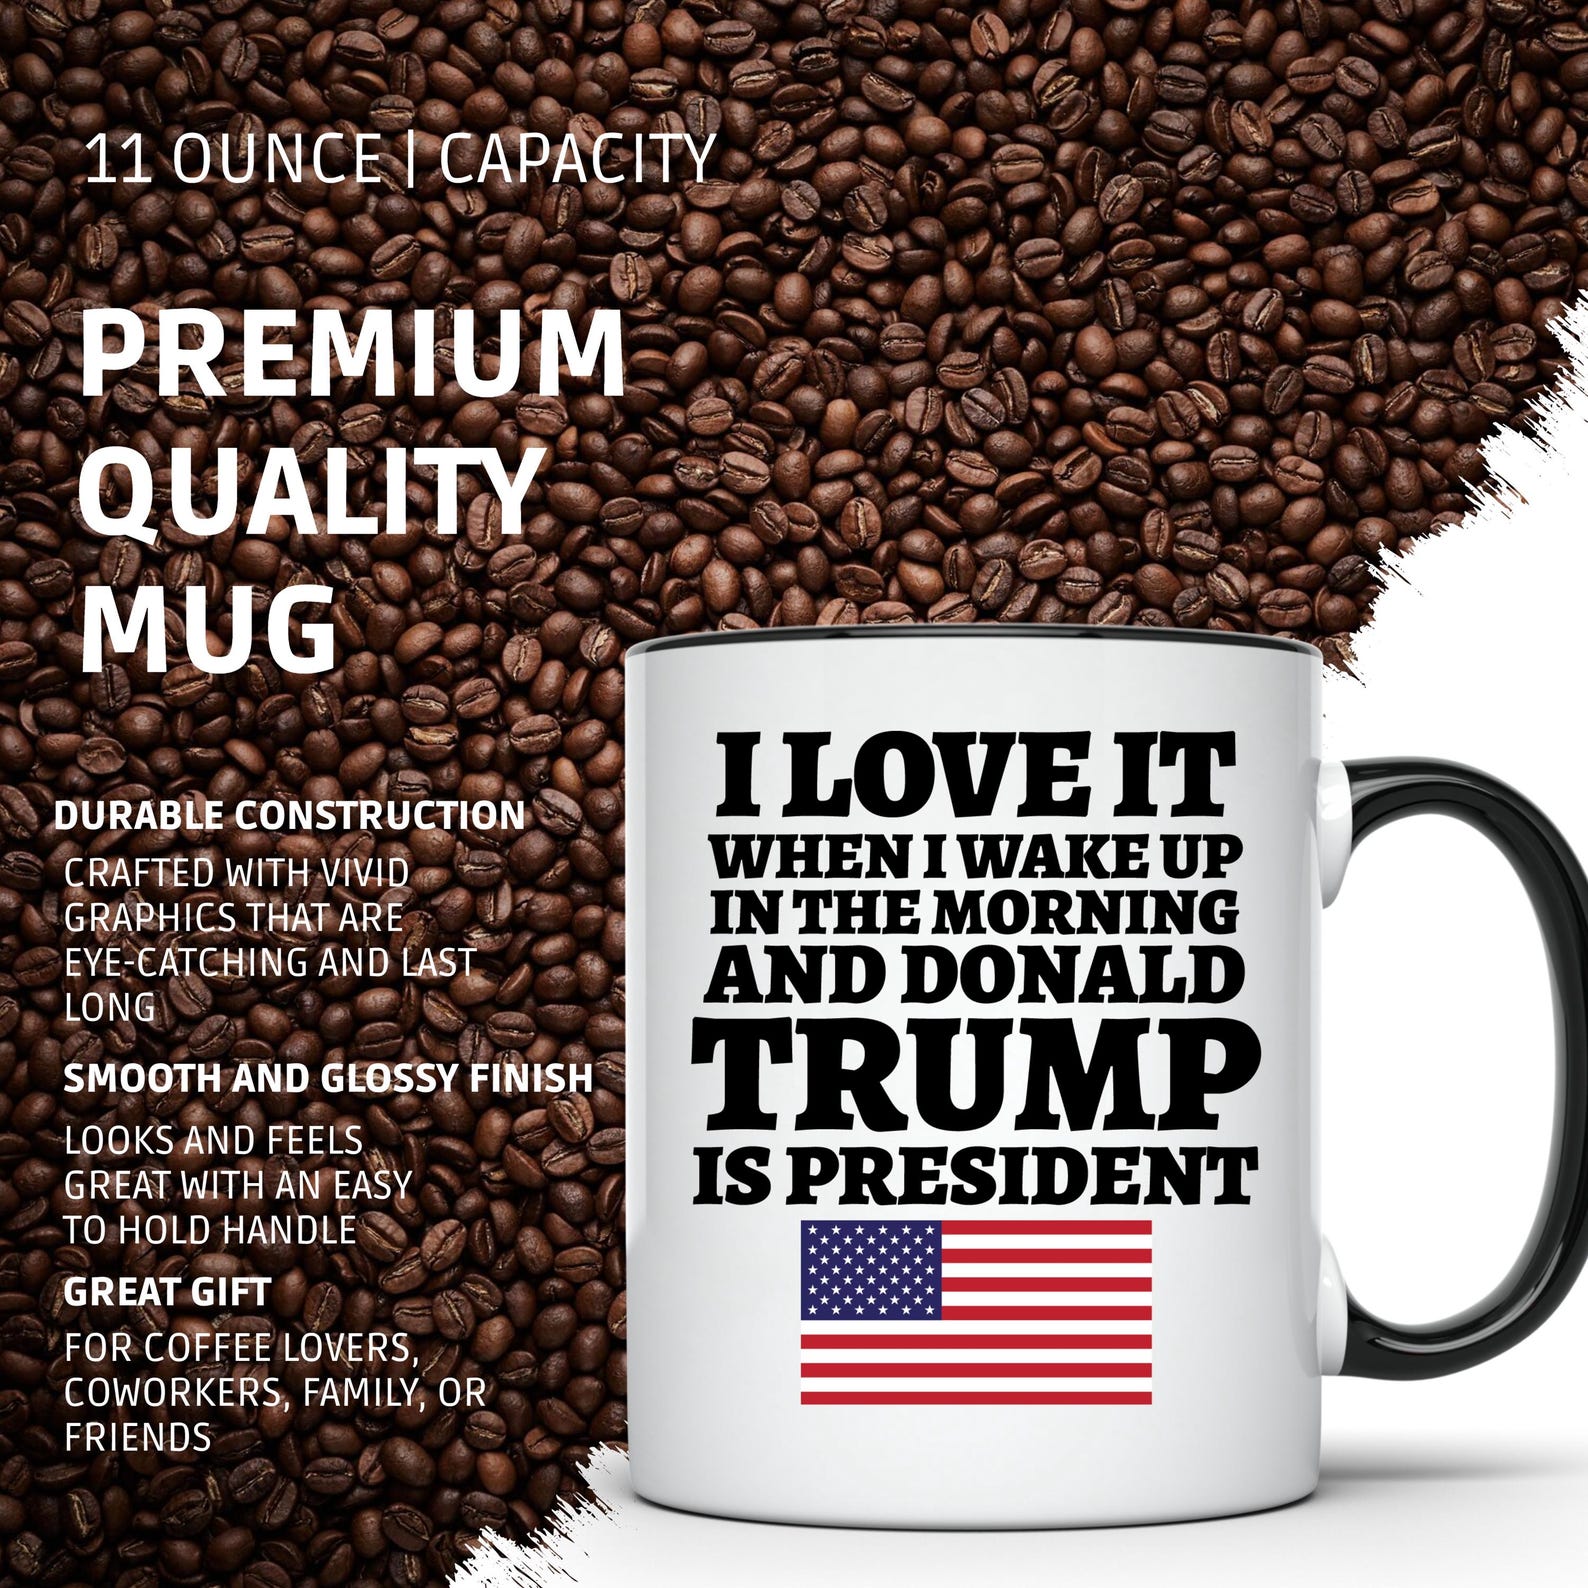 11 OUNCE | CAPACITY
PREMIUM
QUALITY
MUG
DURABLE CONSTRUCTION
CRAFTED WITH VIVID
GRAPHICS THAT ARE
EYE-CATCHING AND LAST
LONG
SMOOTH AND GLOSSY FINISH
LOOKS AND FEELS
GREAT WITH AN EASY
TO HOLD HANDLE
GREAT GIFT
FOR COFFEE LOVERS,
COWORKERS, FAMILY, OR
FRIENDS
I LOVE IT
WHEN I WAKE UP
IN THE MORNING
AND DONALD
TRUMP
IS PRESIDENT